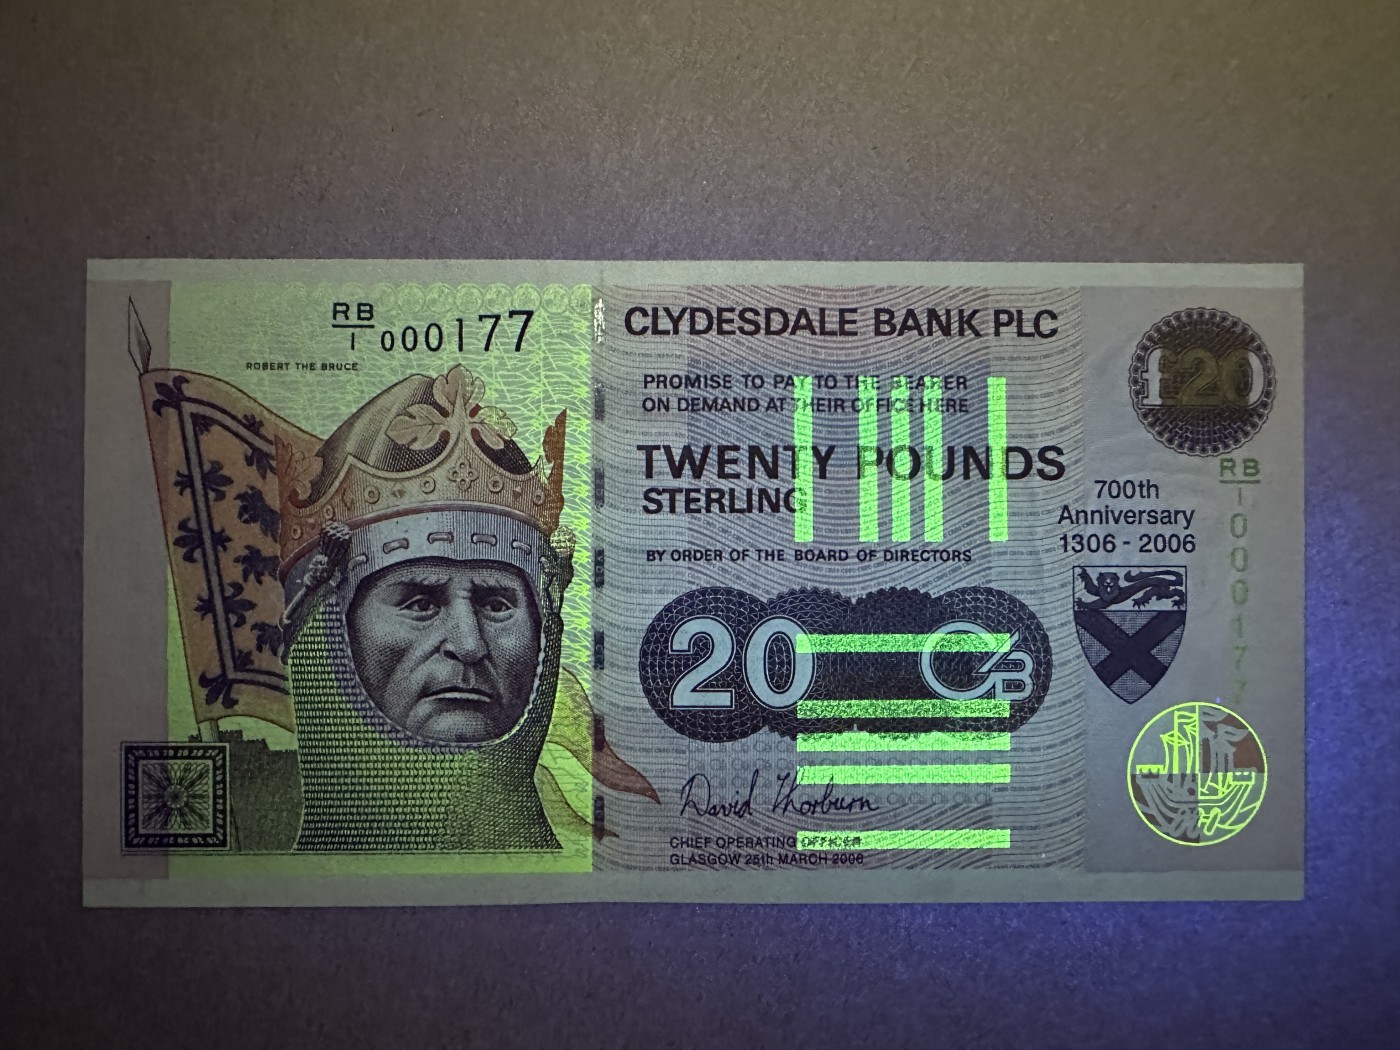 RB
1 000177
ROBERT THE BRUCE
CLYDESDALE BANK PLC
PROMISE TO PAY TO THE BEARER
ON DEMAND AT THEIR OFFICE HERE
TWENTY POUNDS
STERLING
BY ORDER OF THE BOARD OF DIRECTORS
20 CB
David Thorburn
CHIEF OPERATING OFFICER
GLASGOW 25th MARCH 2006
£20
RB
1
000177
700th
Anniversary
1306 - 2006